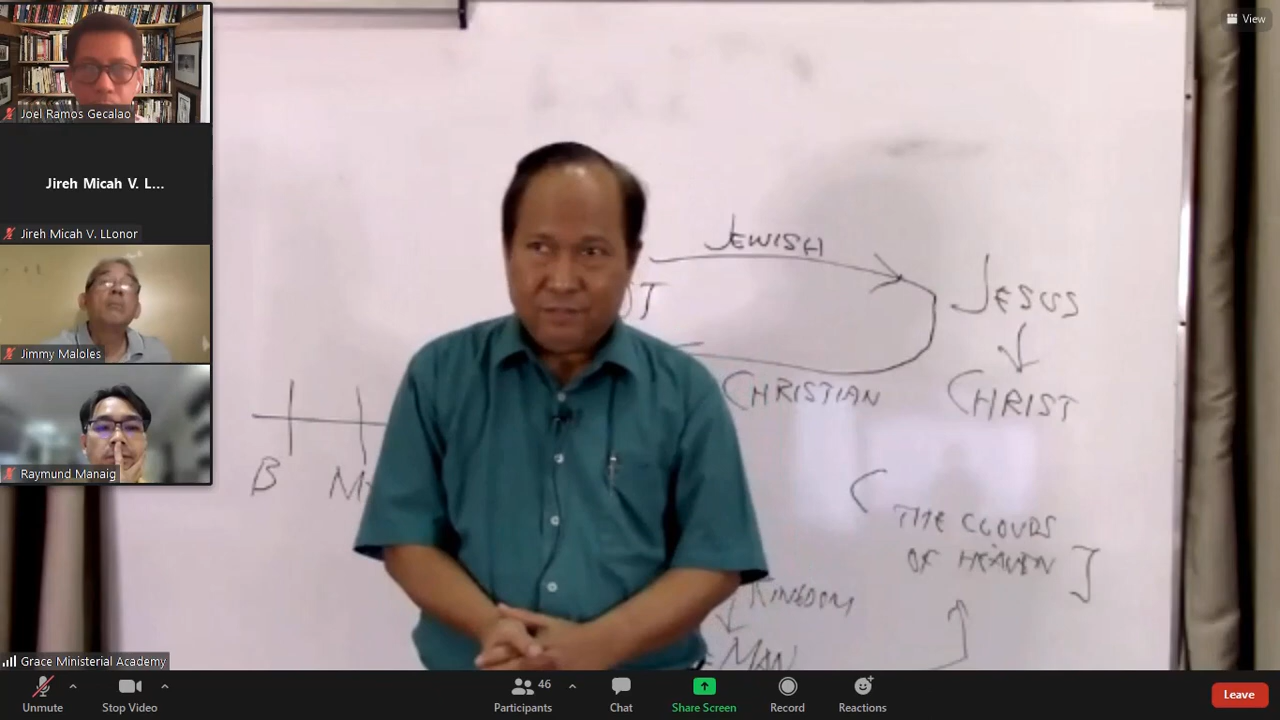 View
Joel Ramos Gecalao
Jireh Micah V. L...
Jireh Micah V. LLonor
Jimmy Maloles
Raymund Manaig
JEWISH
JESUS
CHRISTIAN
CHRIST
B
THE CLOUDS
OF HEAVEN ]
KINGDOM
MAN
Grace Ministerial Academy
Unmute
Stop Video
Participants
46
Chat
Share Screen
Record
Reactions
Leave